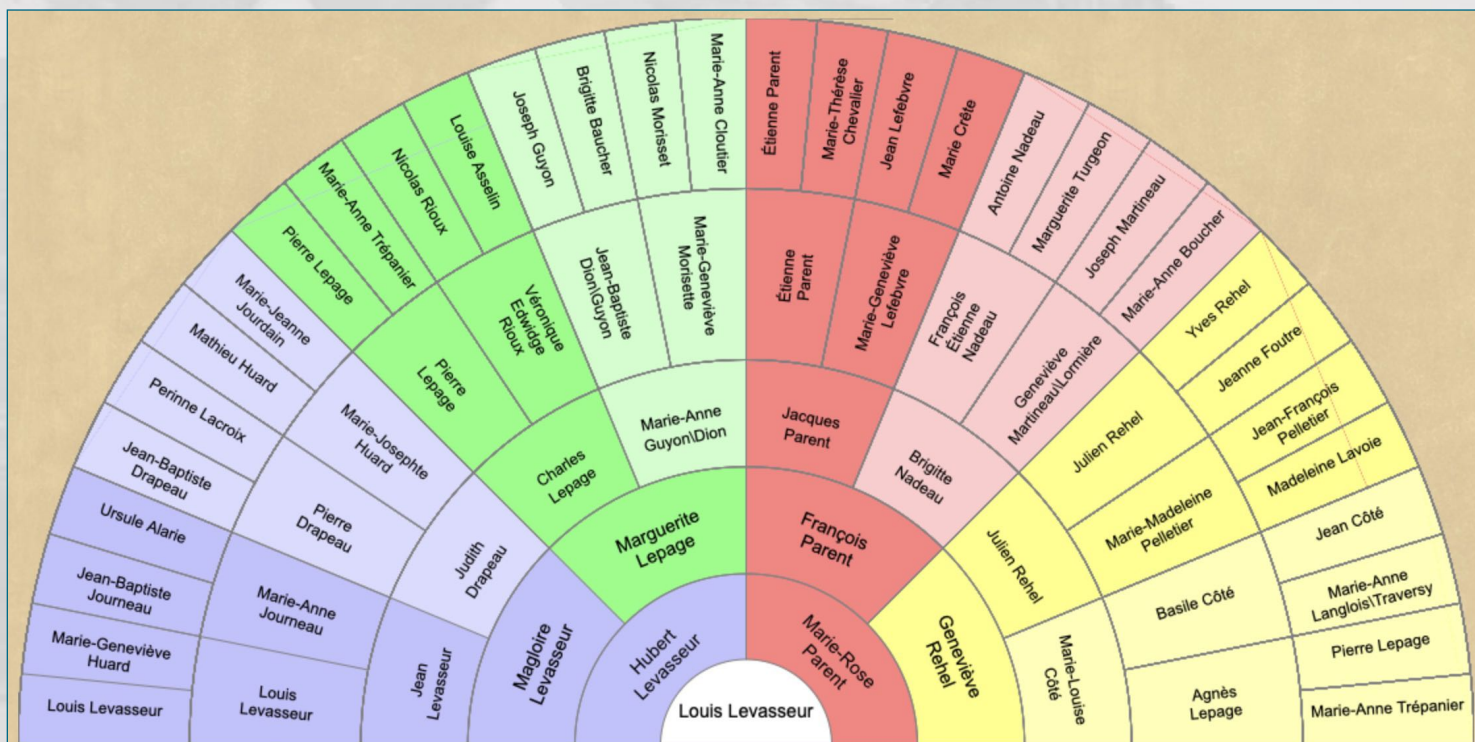 Louis Levasseur
Hubert
Levasseur
Marie-Rose
Parent
Magloire
Levasseur
Marguerite
Lepage
François
Parent
Geneviève
Rehel
Jean
Levasseur
Judith
Drapeau
Charles
Lepage
Marie-Anne
Guyon\Dion
Jacques
Parent
Brigitte
Nadeau
Julien Rehel
Marie-Louise
Côté
Louis
Levasseur
Marie-Anne
Journeau
Pierre
Drapeau
Marie-Josephte
Huard
Pierre
Lepage
Véronique
Edwidge
Rioux
Jean-Baptiste
Dion\Guyon
Marie-Geneviève
Morisette
Étienne
Parent
Marie-Geneviève
Lefebvre
François
Étienne
Nadeau
Geneviève
Martineau\Lormière
Julien Rehel
Marie-Madeleine
Pelletier
Basile Côté
Agnès
Lepage
Louis Levasseur
Marie-Geneviève
Huard
Jean-Baptiste
Journeau
Ursule Alarie
Jean-Baptiste
Drapeau
Perinne Lacroix
Mathieu Huard
Marie-Jeanne
Jourdain
Pierre Lepage
Marie-Anne Trépanier
Nicolas Rioux
Louise Asselin
Joseph Guyon
Brigitte Baucher
Nicolas Morisset
Marie-Anne Cloutier
Étienne Parent
Marie-Thérèse
Chevalier
Jean Lefebvre
Marie Crête
Antoine Nadeau
Marguerite Turgeon
Joseph Martineau
Marie-Anne Boucher
Yves Rehel
Jeanne Foutre
Jean-François
Pelletier
Madeleine Lavoie
Jean Côté
Marie-Anne
Langlois\Traversy
Pierre Lepage
Marie-Anne Trépanier